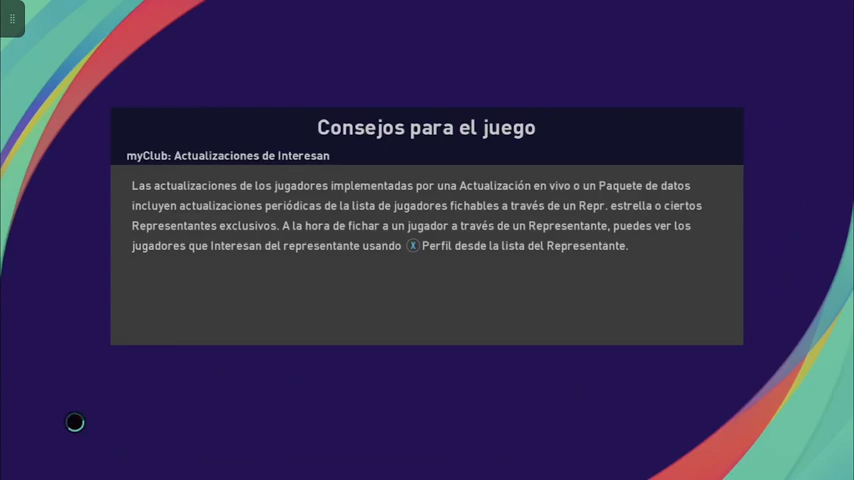 Consejos para el juego
myClub: Actualizaciones de Interesan
Las actualizaciones de los jugadores implementadas por una Actualización en vivo o un Paquete de datos
incluyen actualizaciones periódicas de la lista de jugadores fichables a través de un Repr. estrella o ciertos
Representantes exclusivos. A la hora de fichar a un jugador a través de un Representante, puedes ver los
jugadores que Interesan del representante usando X Perfil desde la lista del Representante.